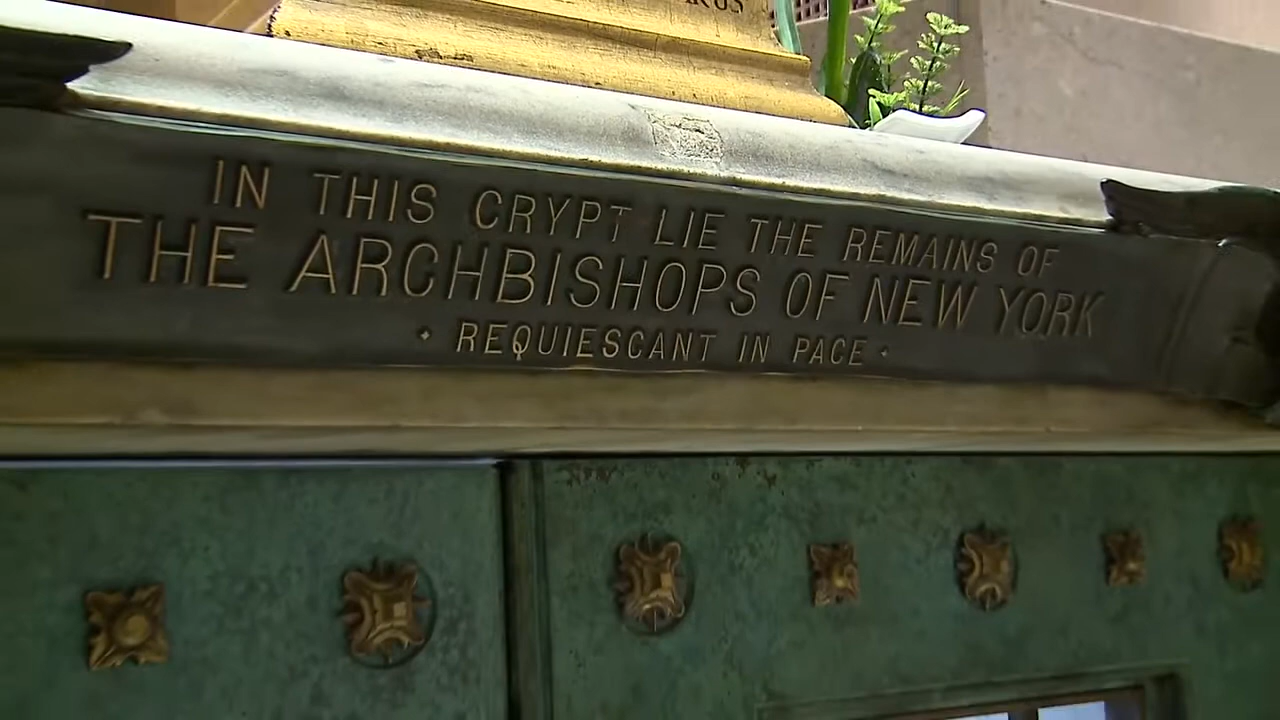 IN THIS CRYPT LIE THE REMAINS OF
THE ARCHBISHOPS OF NEW YORK
· REQUIESCANT IN PACE ·